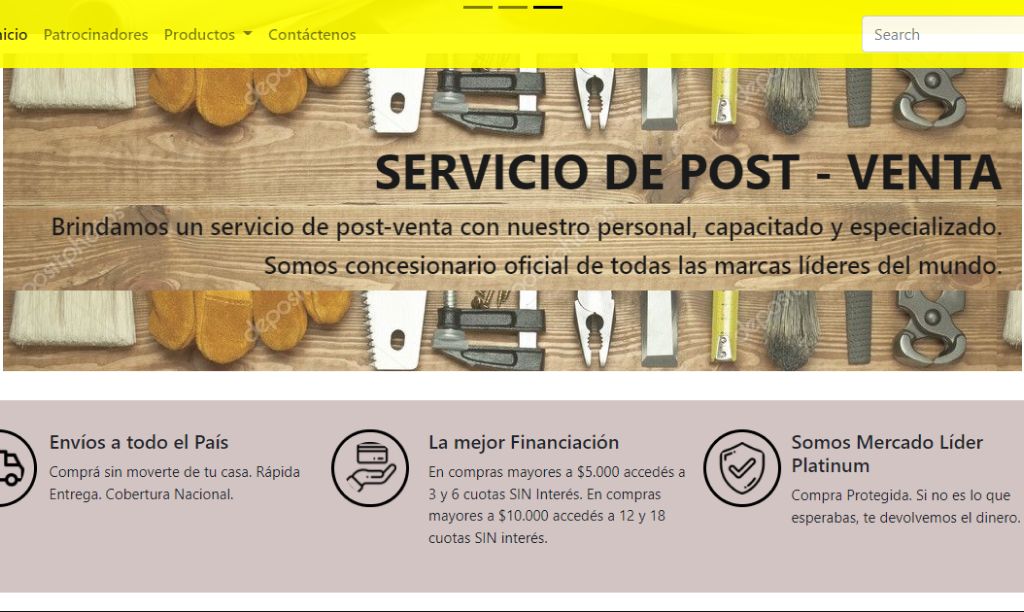 nicio Patrocinadores Productos Contáctenos Search
SERVICIO DE POST - VENTA
Brindamos un servicio de post-venta con nuestro personal, capacitado y especializado.
Somos concesionario oficial de todas las marcas líderes del mundo.
Envíos a todo el País
Comprá sin moverte de tu casa. Rápida
Entrega. Cobertura Nacional.
La mejor Financiación
En compras mayores a $5.000 accedés a
3 y 6 cuotas SIN Interés. En compras
mayores a $10.000 accedés a 12 y 18
cuotas SIN interés.
Somos Mercado Líder
Platinum
Compra Protegida. Si no es lo que
esperabas, te devolvemos el dinero.